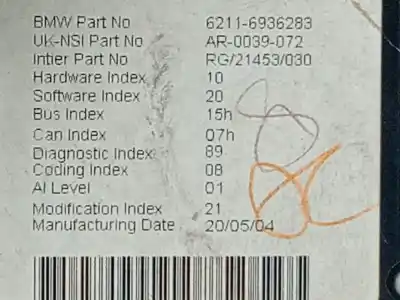 BMW Part No 6211-6936283
UK-NSI Part No AR-0039-072
Intier Part No RG/21453/030
Hardware Index 10
Software Index 20
Bus Index 15h
Can Index 07h
Diagnostic Index 89
Coding Index 08
AI Level 01
Modification Index 21
Manufacturing Date 20/05/04